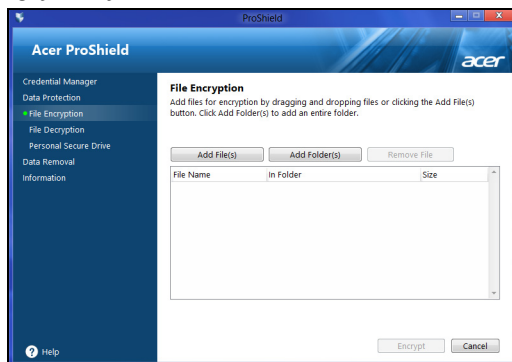 ProShield
Acer ProShield
acer
Credential Manager
Data Protection
File Encryption
File Decryption
Personal Secure Drive
Data Removal
Information
File Encryption
Add files for encryption by dragging and dropping files or clicking the Add File(s)
button. Click Add Folder(s) to add an entire folder.
Add File(s) Add Folder(s) Remove File
File Name In Folder Size
Encrypt Cancel
? Help